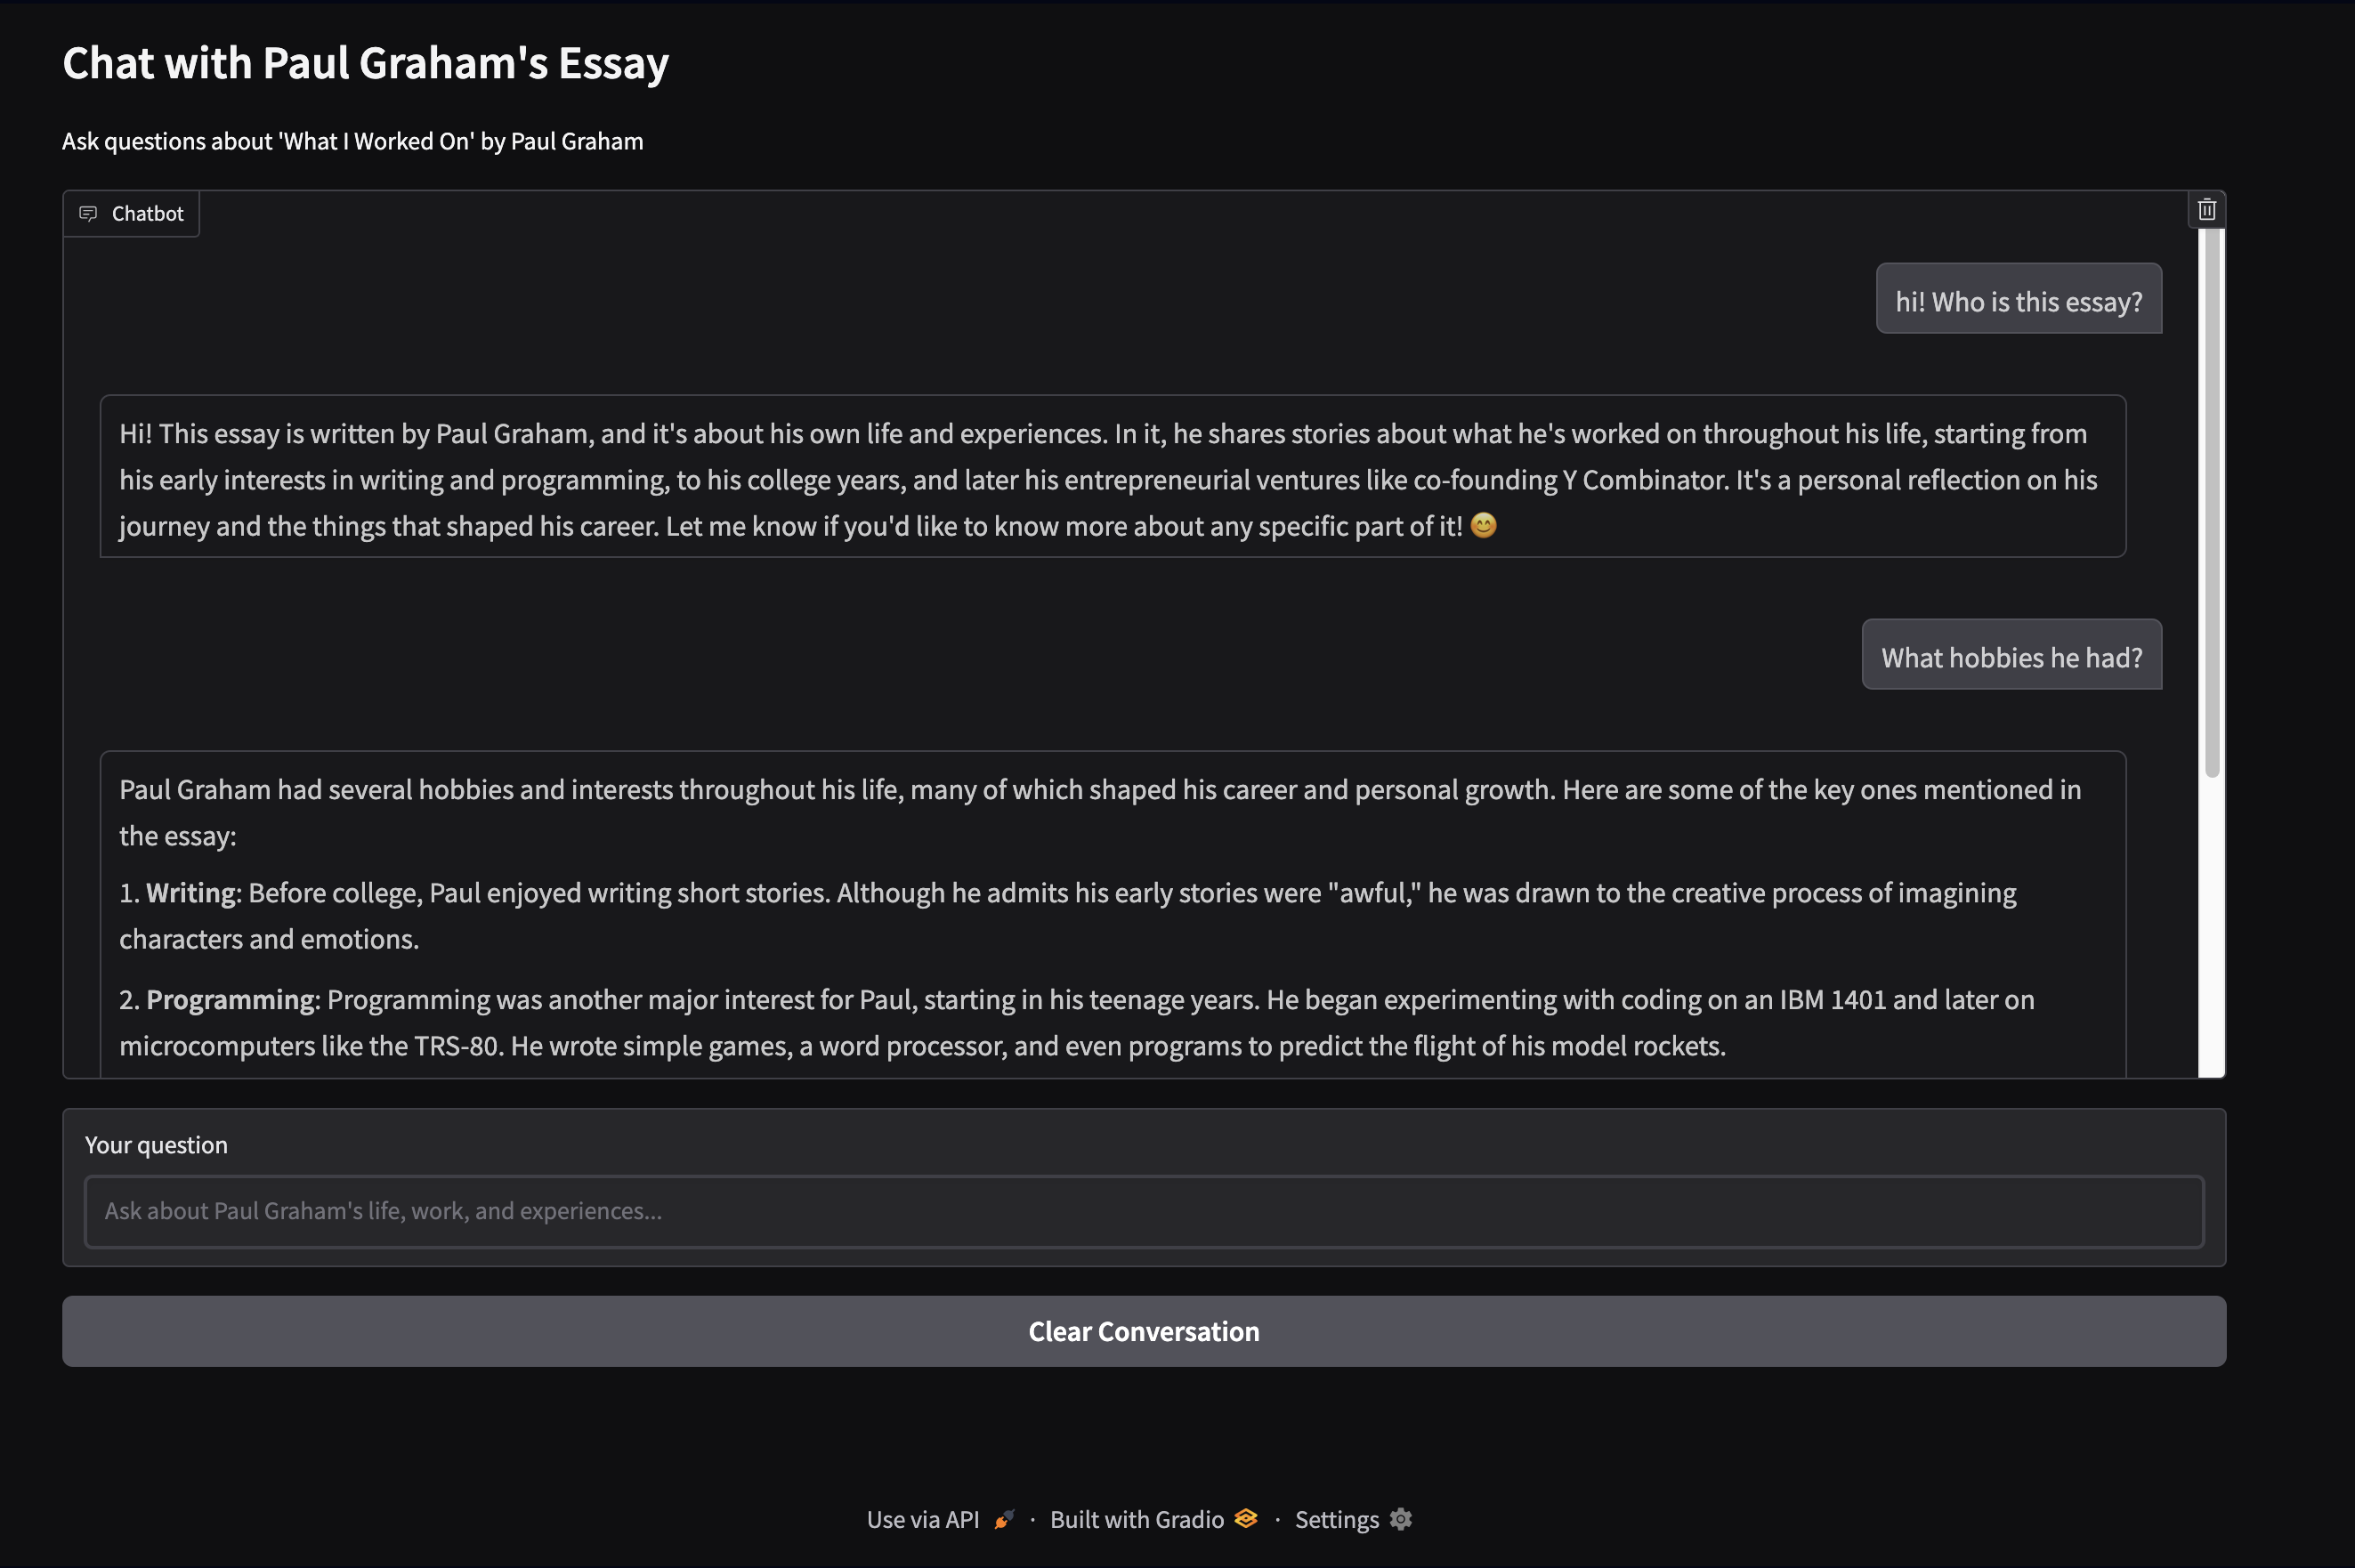 Chat with Paul Graham's Essay
Ask questions about 'What I Worked On' by Paul Graham
Chatbot
hi! Who is this essay?
Hi! This essay is written by Paul Graham, and it's about his own life and experiences. In it, he shares stories about what he's worked on throughout his life, starting from
his early interests in writing and programming, to his college years, and later his entrepreneurial ventures like co-founding Y Combinator. It's a personal reflection on his
journey and the things that shaped his career. Let me know if you'd like to know more about any specific part of it! 😊
What hobbies he had?
Paul Graham had several hobbies and interests throughout his life, many of which shaped his career and personal growth. Here are some of the key ones mentioned in
the essay:
1. Writing: Before college, Paul enjoyed writing short stories. Although he admits his early stories were "awful," he was drawn to the creative process of imagining
characters and emotions.
2. Programming: Programming was another major interest for Paul, starting in his teenage years. He began experimenting with coding on an IBM 1401 and later on
microcomputers like the TRS-80. He wrote simple games, a word processor, and even programs to predict the flight of his model rockets.
Your question
Ask about Paul Graham's life, work, and experiences...
Clear Conversation
Use via API · Built with Gradio · Settings